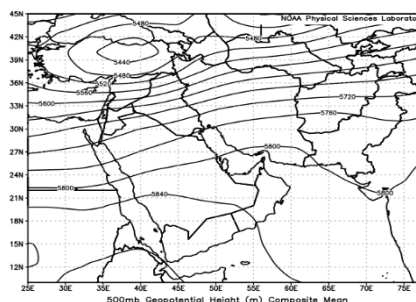 NOAA Physical Sciences Laborato
45N
5480
42N
5480
5440
39N
5480
5520
36N
5560
5720
33N
5600
5760
30N
27N
5800
24N
5800
5800
21N
5840
18N
15N
12N
25E 30E 35E 40E 45E 50E 55E 60E 65E 70E 75E
500mb Geopotential Height (m) Composite Mean